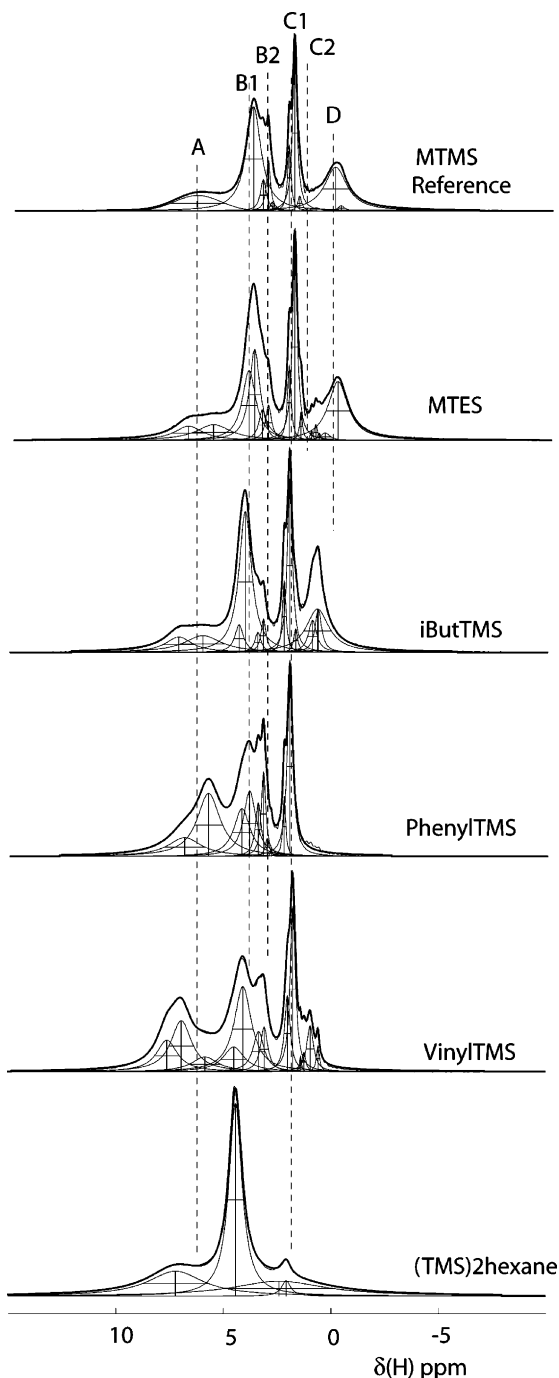 C1
C2
B2
B1
A
D
MTMS
Reference
MTES
iButTMS
PhenylTMS
VinylTMS
(TMS)2hexane
10 5 0 -5
δ(H) ppm